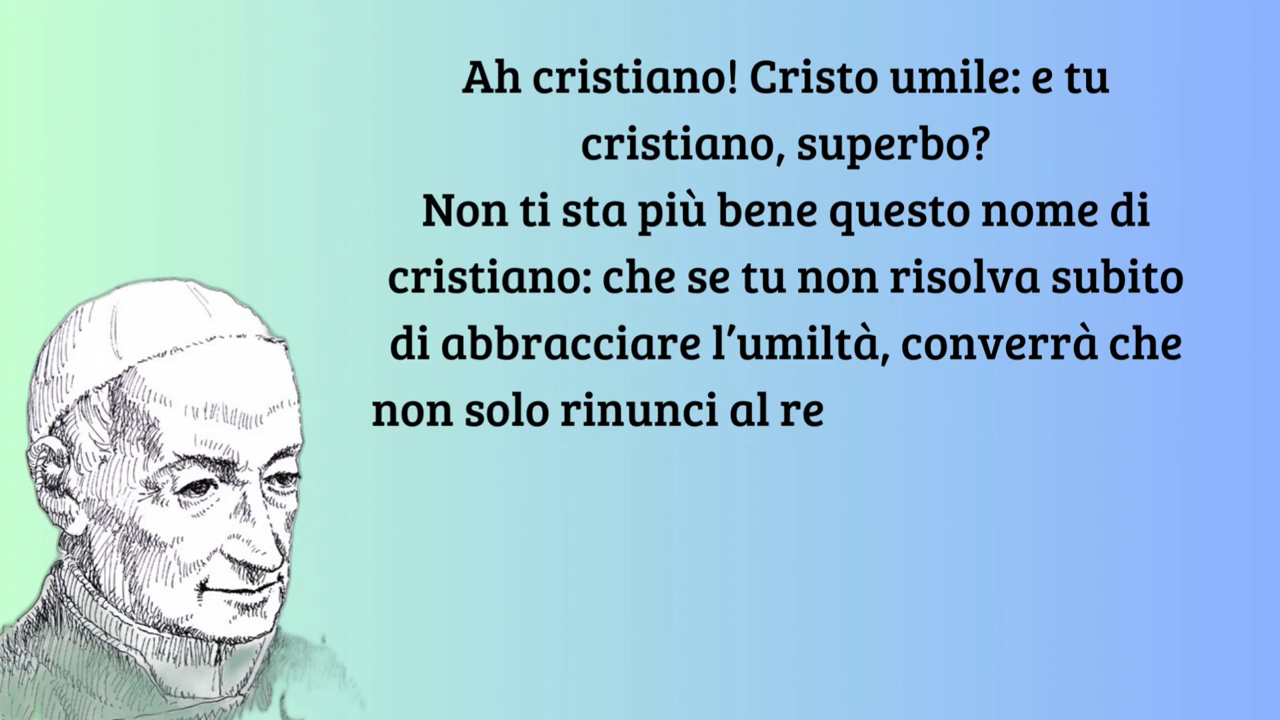 Ah cristiano! Cristo umile: e tu
cristiano, superbo?
Non ti sta più bene questo nome di
cristiano: che se tu non risolva subito
di abbracciare l’umiltà, converrà che
non solo rinunci al re